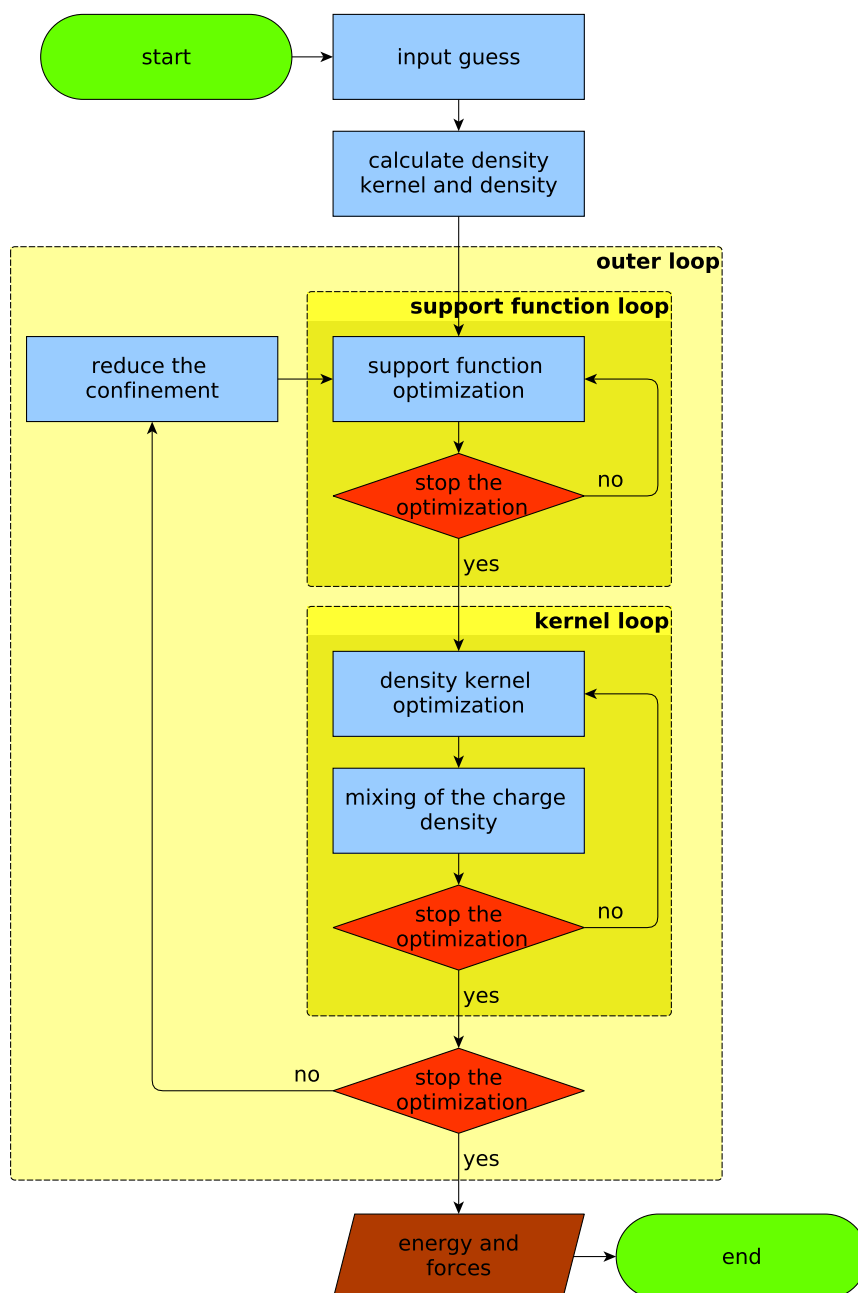 start
input guess
calculate density
kernel and density
outer loop
support function loop
reduce the
confinement
support function
optimization
stop the
optimization
no
yes
kernel loop
density kernel
optimization
mixing of the charge
density
stop the
optimization
no
yes
no
stop the
optimization
yes
energy and
forces
end